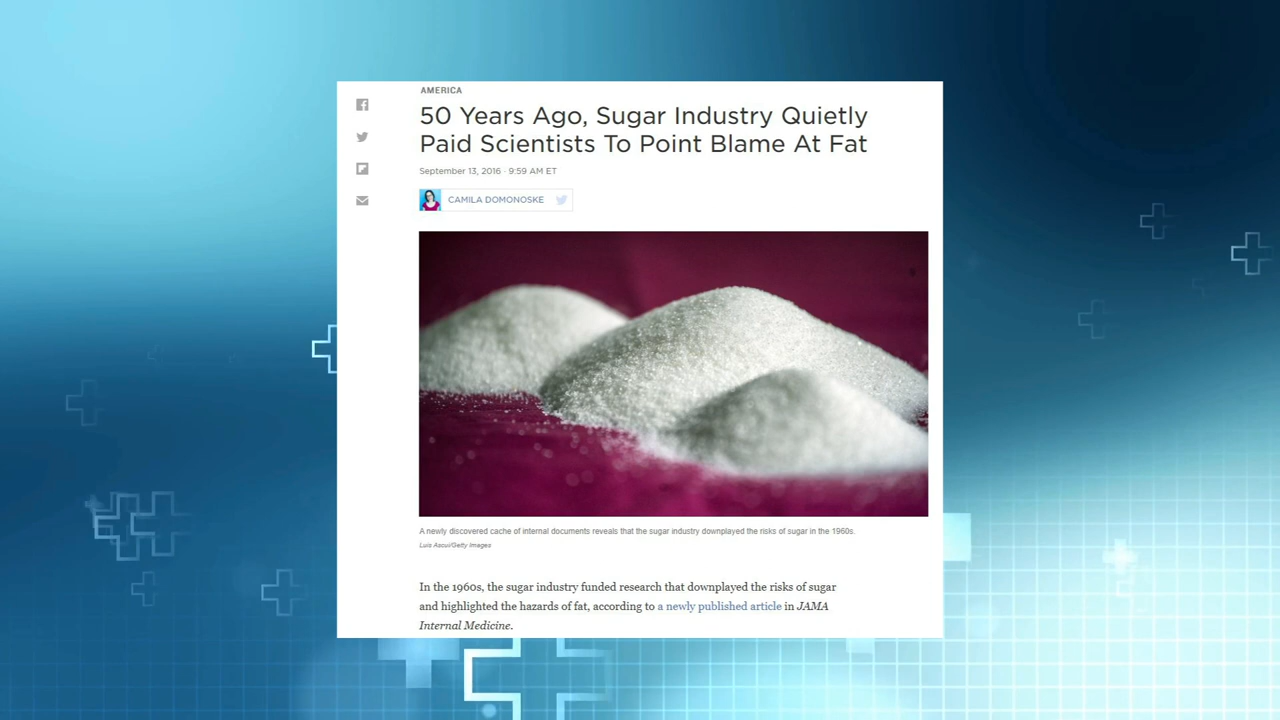 AMERICA
50 Years Ago, Sugar Industry Quietly
Paid Scientists To Point Blame At Fat
September 13, 2016 · 9:59 AM ET
CAMILA DOMONOSKE
A newly discovered cache of internal documents reveals that the sugar industry downplayed the risks of sugar in the 1960s.
Luis Ascui/Getty Images
In the 1960s, the sugar industry funded research that downplayed the risks of sugar
and highlighted the hazards of fat, according to a newly published article in JAMA
Internal Medicine.